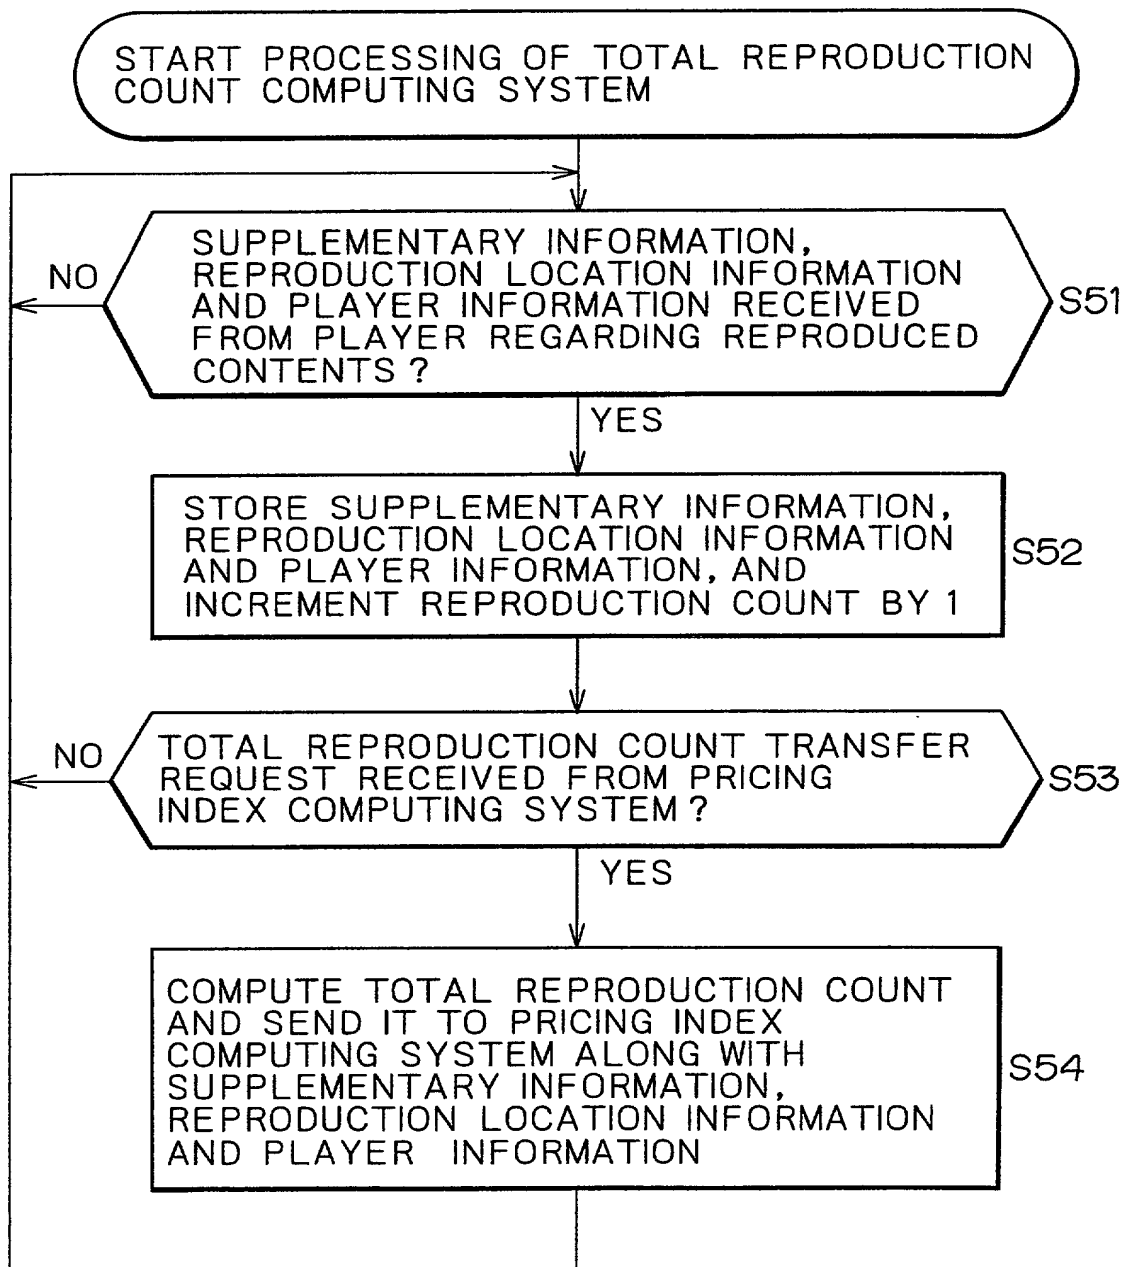 START PROCESSING OF TOTAL REPRODUCTION
COUNT COMPUTING SYSTEM
SUPPLEMENTARY INFORMATION,
REPRODUCTION LOCATION INFORMATION
AND PLAYER INFORMATION RECEIVED
FROM PLAYER REGARDING REPRODUCED
CONTENTS ?
NO
S51
YES
STORE SUPPLEMENTARY INFORMATION,
REPRODUCTION LOCATION INFORMATION
AND PLAYER INFORMATION, AND
INCREMENT REPRODUCTION COUNT BY 1
S52
TOTAL REPRODUCTION COUNT TRANSFER
REQUEST RECEIVED FROM PRICING
INDEX COMPUTING SYSTEM ?
NO
S53
YES
COMPUTE TOTAL REPRODUCTION COUNT
AND SEND IT TO PRICING INDEX
COMPUTING SYSTEM ALONG WITH
SUPPLEMENTARY INFORMATION,
REPRODUCTION LOCATION INFORMATION
AND PLAYER INFORMATION
S54